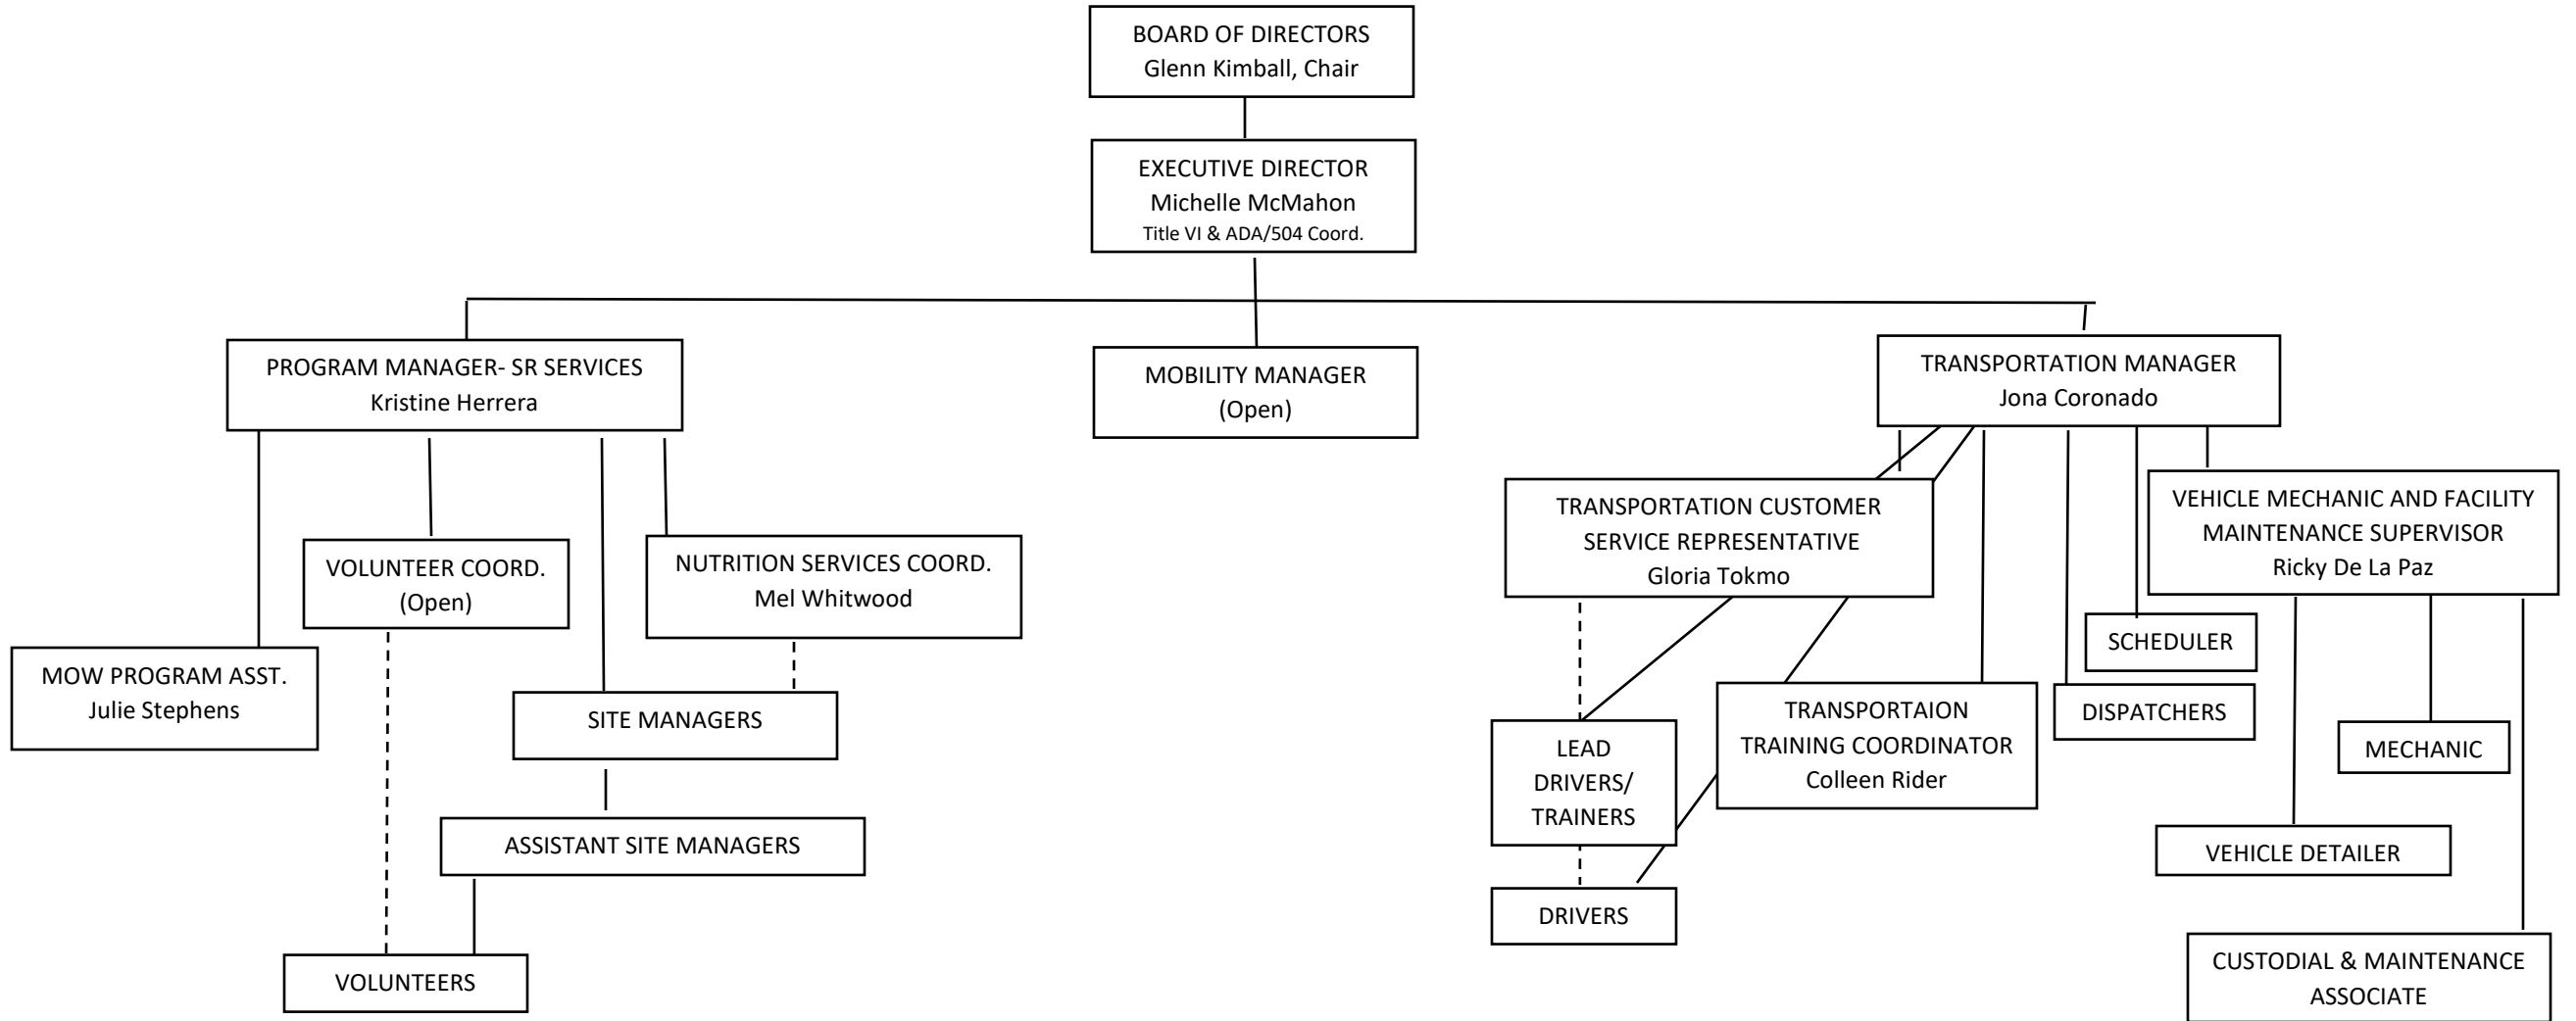 BOARD OF DIRECTORS
Glenn Kimball, Chair
EXECUTIVE DIRECTOR
Michelle McMahon
Title VI & ADA/504 Coord.
PROGRAM MANAGER- SR SERVICES
Kristine Herrera
MOBILITY MANAGER
(Open)
TRANSPORTATION MANAGER
Jona Coronado
TRANSPORTATION CUSTOMER
SERVICE REPRESENTATIVE
Gloria Tokmo
VEHICLE MECHANIC AND FACILITY
MAINTENANCE SUPERVISOR
Ricky De La Paz
VOLUNTEER COORD.
(Open)
NUTRITION SERVICES COORD.
Mel Whitwood
MOW PROGRAM ASST.
Julie Stephens
SITE MANAGERS
SCHEDULER
DISPATCHERS
TRANSPORTAION
TRAINING COORDINATOR
Colleen Rider
LEAD
DRIVERS/
TRAINERS
MECHANIC
ASSISTANT SITE MANAGERS
VEHICLE DETAILER
DRIVERS
VOLUNTEERS
CUSTODIAL & MAINTENANCE
ASSOCIATE